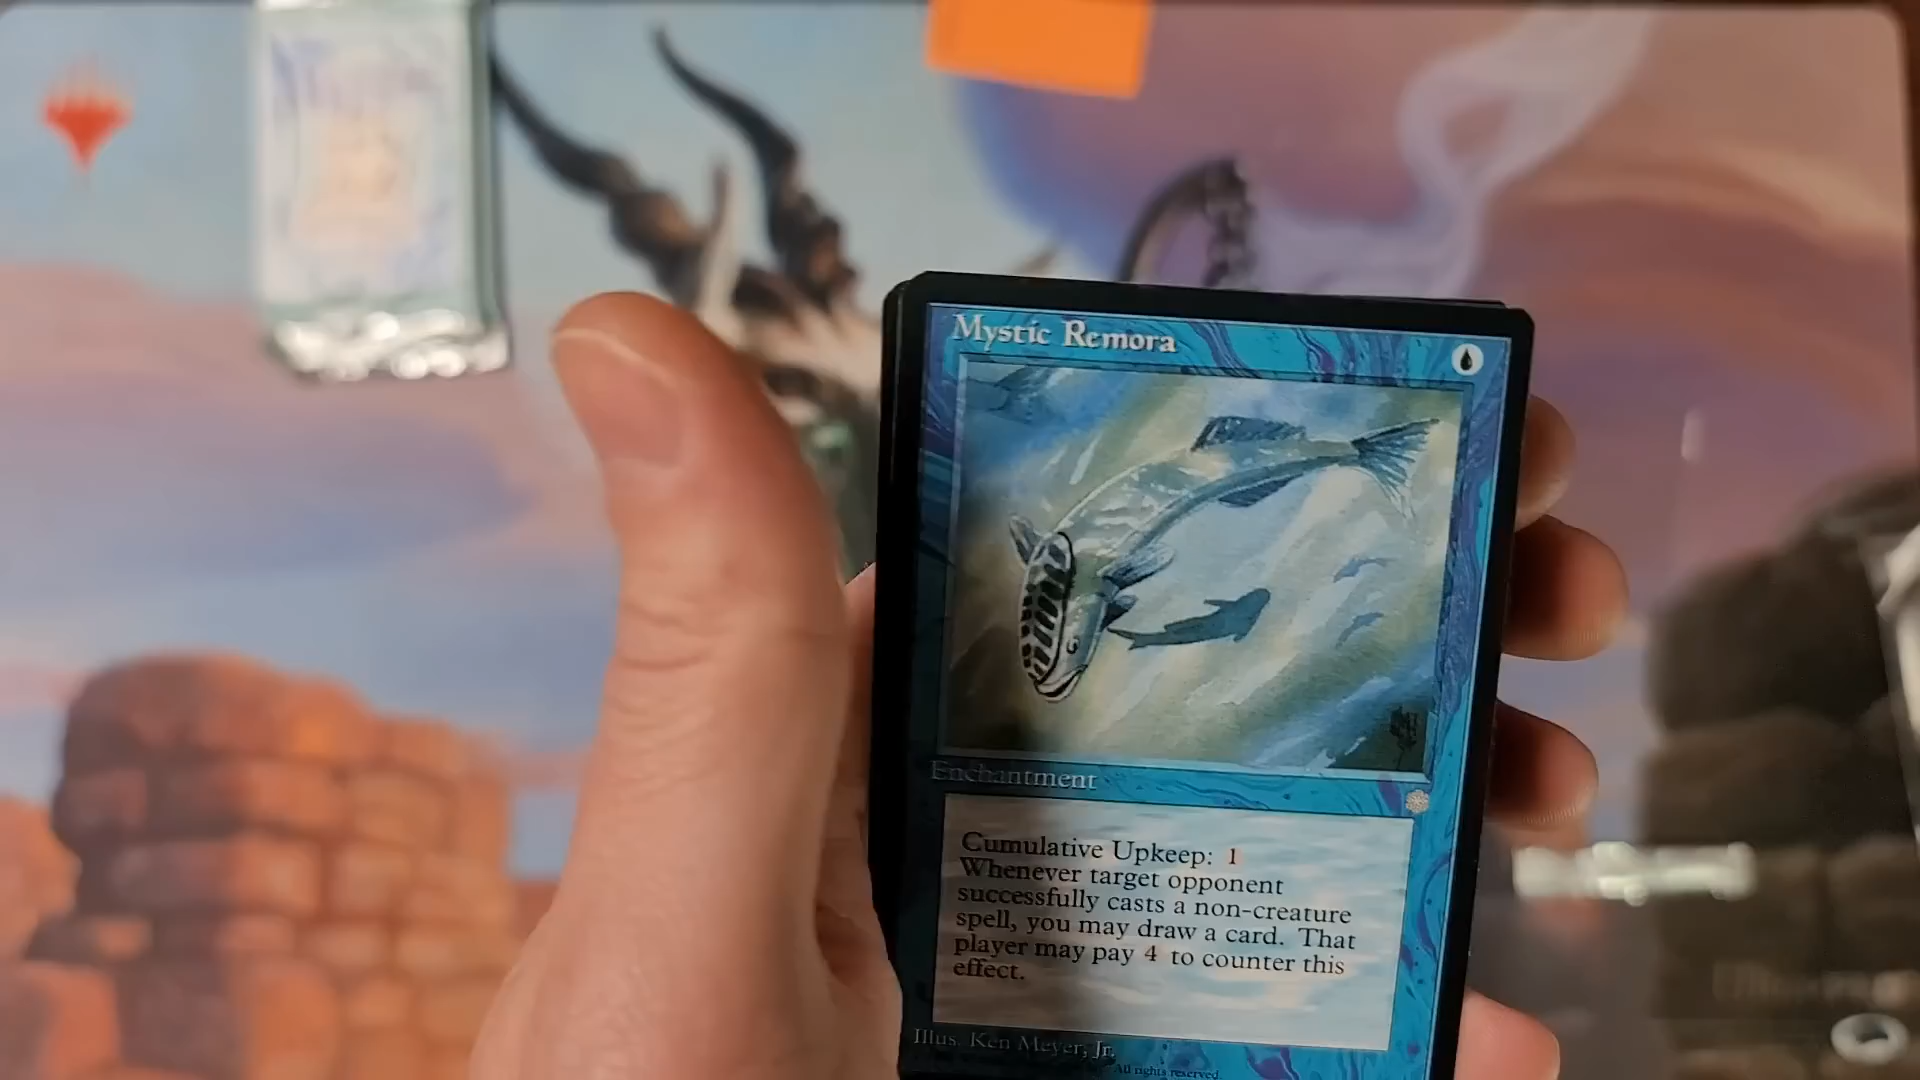 Mystic Remora
Enchantment
Cumulative Upkeep: 1
Whenever target opponent
successfully casts a non-creature
spell, you may draw a card. That
player may pay 4 to counter this
effect.
Illus. Ken Meyer, Jr.
All rights reserved.